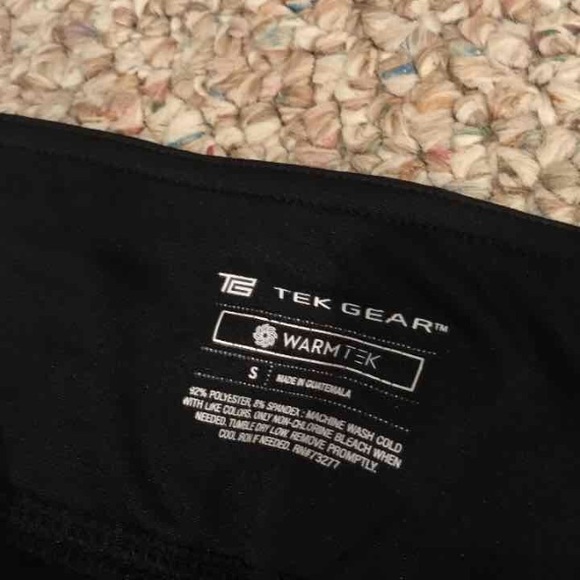 TG TEK GEAR™
WARMTEK
S MADE IN GUATEMALA
92% POLYESTER, 8% SPANDEX : MACHINE WASH COLD
WITH LIKE COLORS. ONLY NON-CHLORINE BLEACH WHEN
NEEDED. TUMBLE DRY LOW. REMOVE PROMPTLY.
COOL IRON IF NEEDED. RN#73277